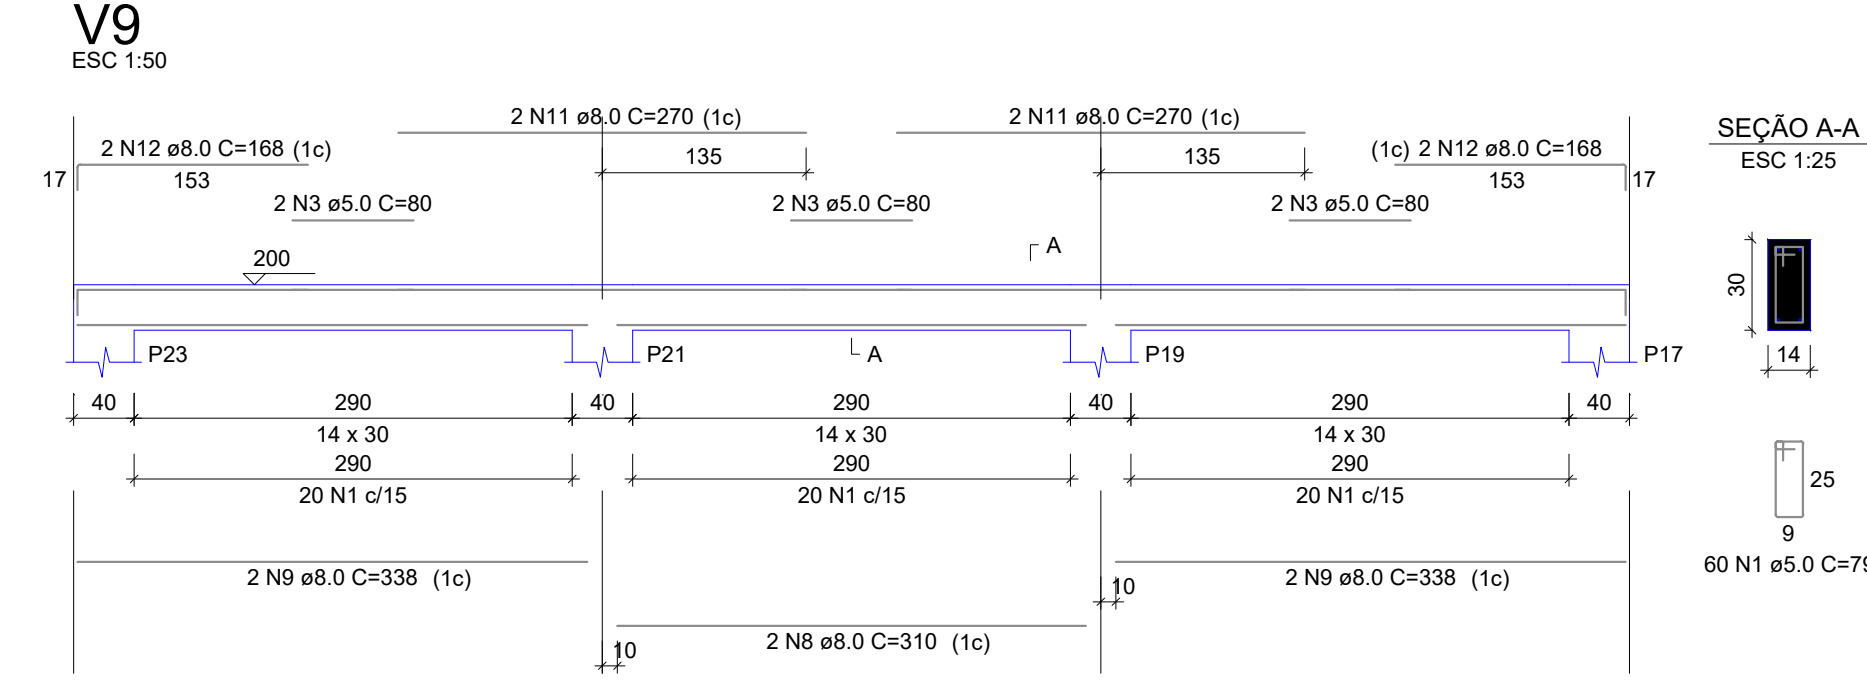 V9
ESC 1:50
2 N11 ø8.0 C=270 (1c)
2 N11 ø8.0 C=270 (1c)
SEÇÃO A-A
ESC 1:25
2 N12 ø8.0 C=168 (1c)
135
135
(1c) 2 N12 ø8.0 C=168
17
153
153
17
2 N3 ø5.0 C=80
2 N3 ø5.0 C=80
2 N3 ø5.0 C=80
A
200
30
P23
P21
A
P19
P17
14
40
290
40
290
40
290
40
14 x 30
14 x 30
14 x 30
290
290
290
20 N1 c/15
20 N1 c/15
20 N1 c/15
25
9
60 N1 ø5.0 C=79
2 N9 ø8.0 C=338 (1c)
2 N9 ø8.0 C=338 (1c)
10
2 N8 ø8.0 C=310 (1c)
10